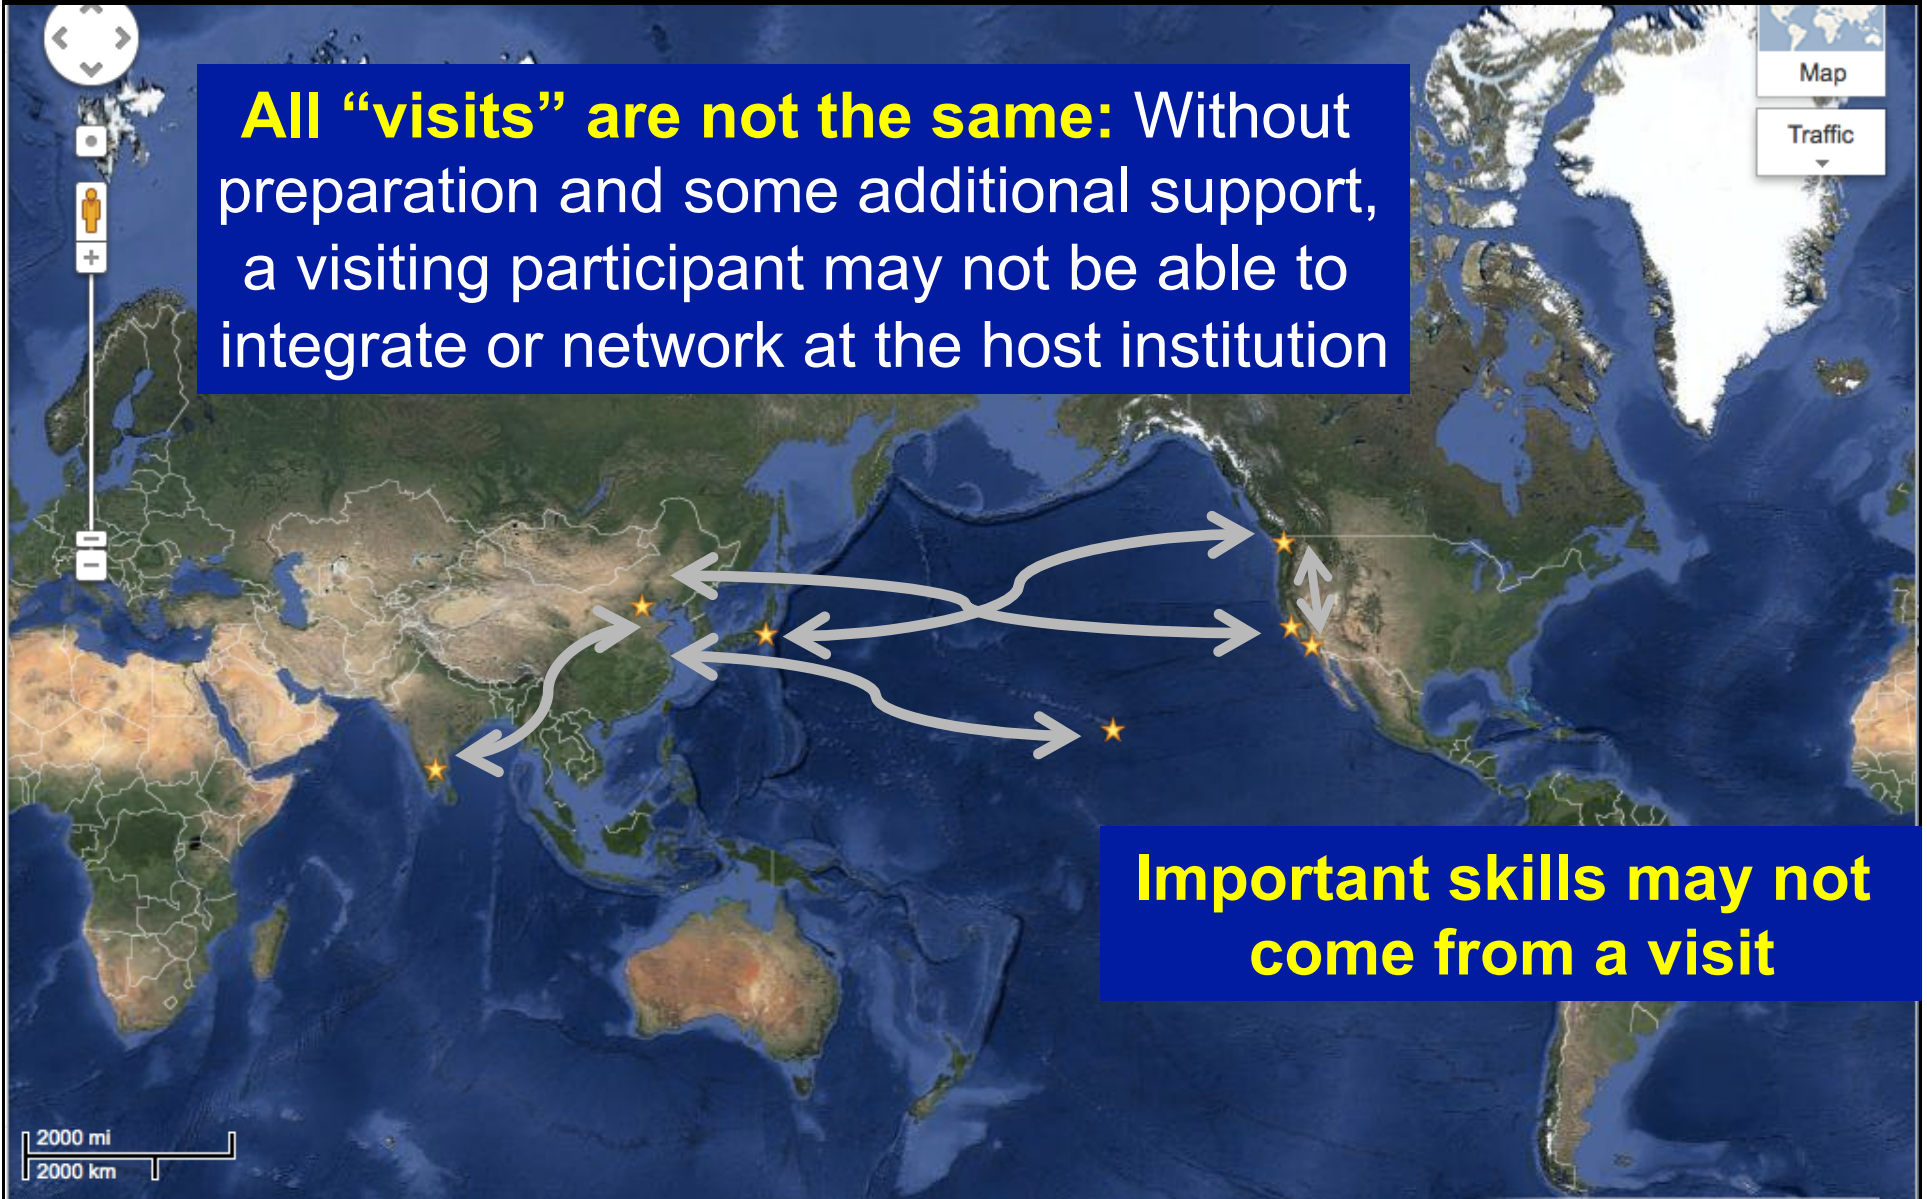 All “visits” are not the same: Without
preparation and some additional support,
a visiting participant may not be able to
integrate or network at the host institution
Map
Traffic
Important skills may not
come from a visit
2000 mi
2000 km